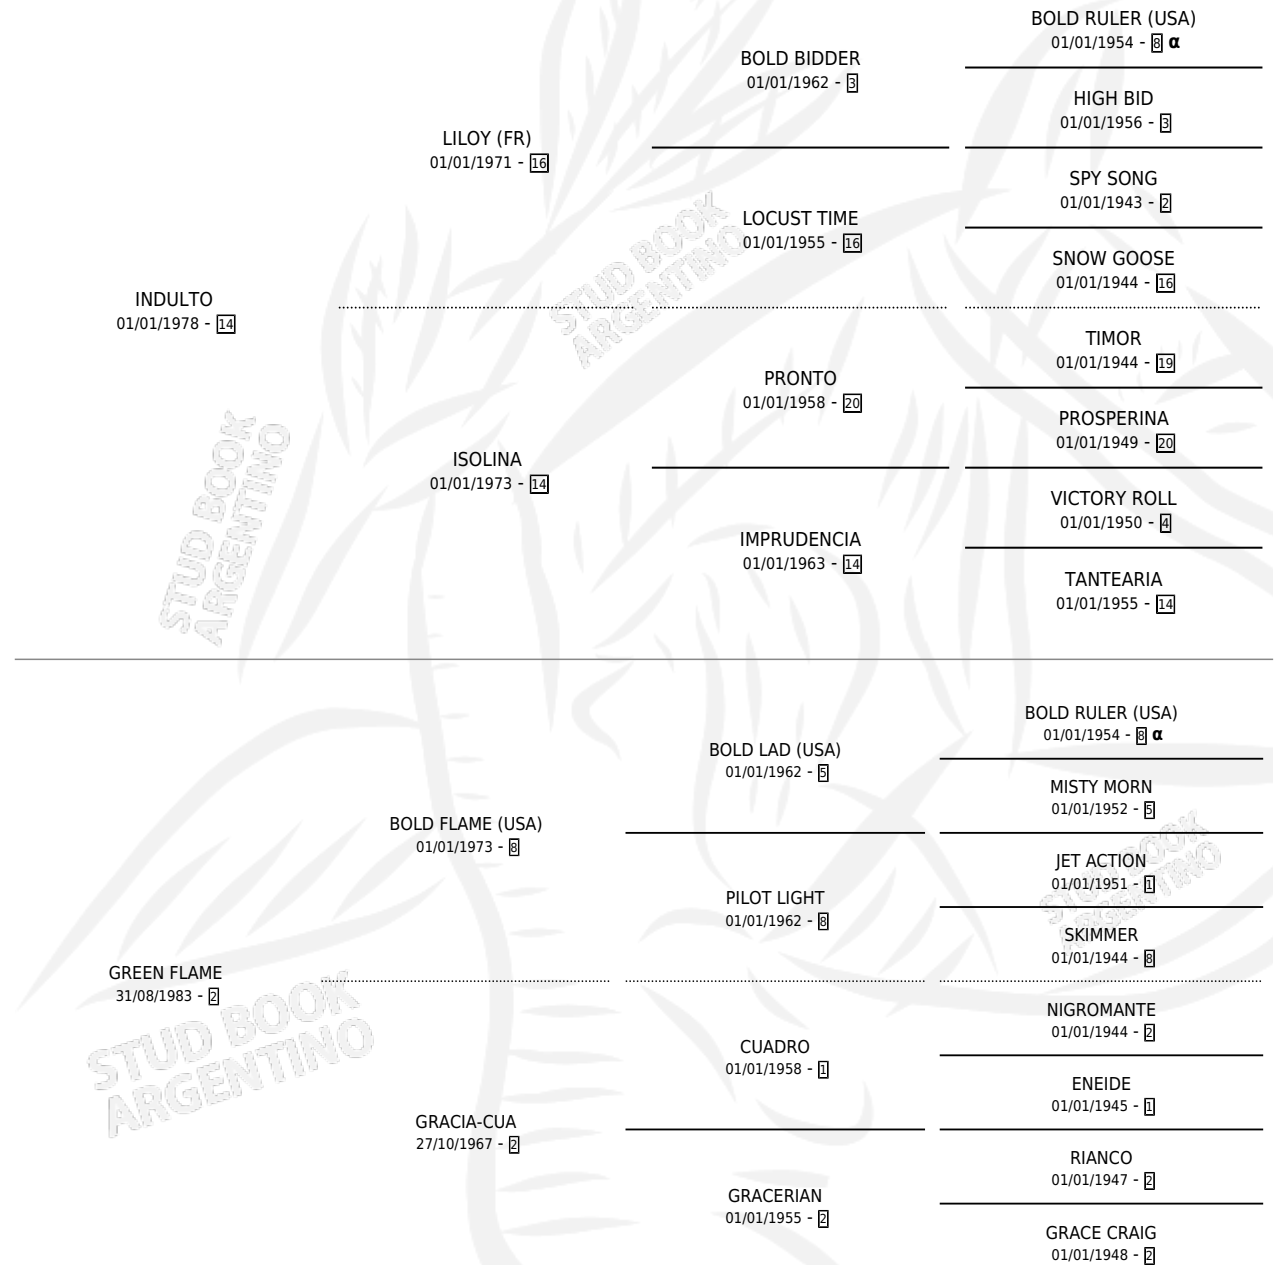 BOLD RULER (USA)
01/01/1954 - 8 α
BOLD BIDDER
01/01/1962 - 3
HIGH BID
01/01/1956 - 3
LILOY (FR)
01/01/1971 - 16
SPY SONG
01/01/1943 - 2
LOCUST TIME
01/01/1955 - 16
SNOW GOOSE
01/01/1944 - 16
INDULTO
01/01/1978 - 14
TIMOR
01/01/1944 - 19
PRONTO
01/01/1958 - 20
PROSPERINA
01/01/1949 - 20
ISOLINA
01/01/1973 - 14
VICTORY ROLL
01/01/1950 - 4
IMPRUDENCIA
01/01/1963 - 14
TANTEARIA
01/01/1955 - 14
STUD BOOK
ARGENTINO
STUD BOOK
ARGENTINO
BOLD RULER (USA)
01/01/1954 - 8 α
BOLD LAD (USA)
01/01/1962 - 5
MISTY MORN
01/01/1952 - 5
BOLD FLAME (USA)
01/01/1973 - 8
JET ACTION
01/01/1951 - 1
PILOT LIGHT
01/01/1962 - 8
SKIMMER
01/01/1944 - 8
GREEN FLAME
31/08/1983 - 2
NIGROMANTE
01/01/1944 - 2
CUADRO
01/01/1958 - 1
ENEIDE
01/01/1945 - 1
GRACIA-CUA
27/10/1967 - 2
RIANCO
01/01/1947 - 2
GRACERIAN
01/01/1955 - 2
GRACE CRAIG
01/01/1948 - 2
STUD BOOK
ARGENTINO
STUD BOOK
ARGENTINO